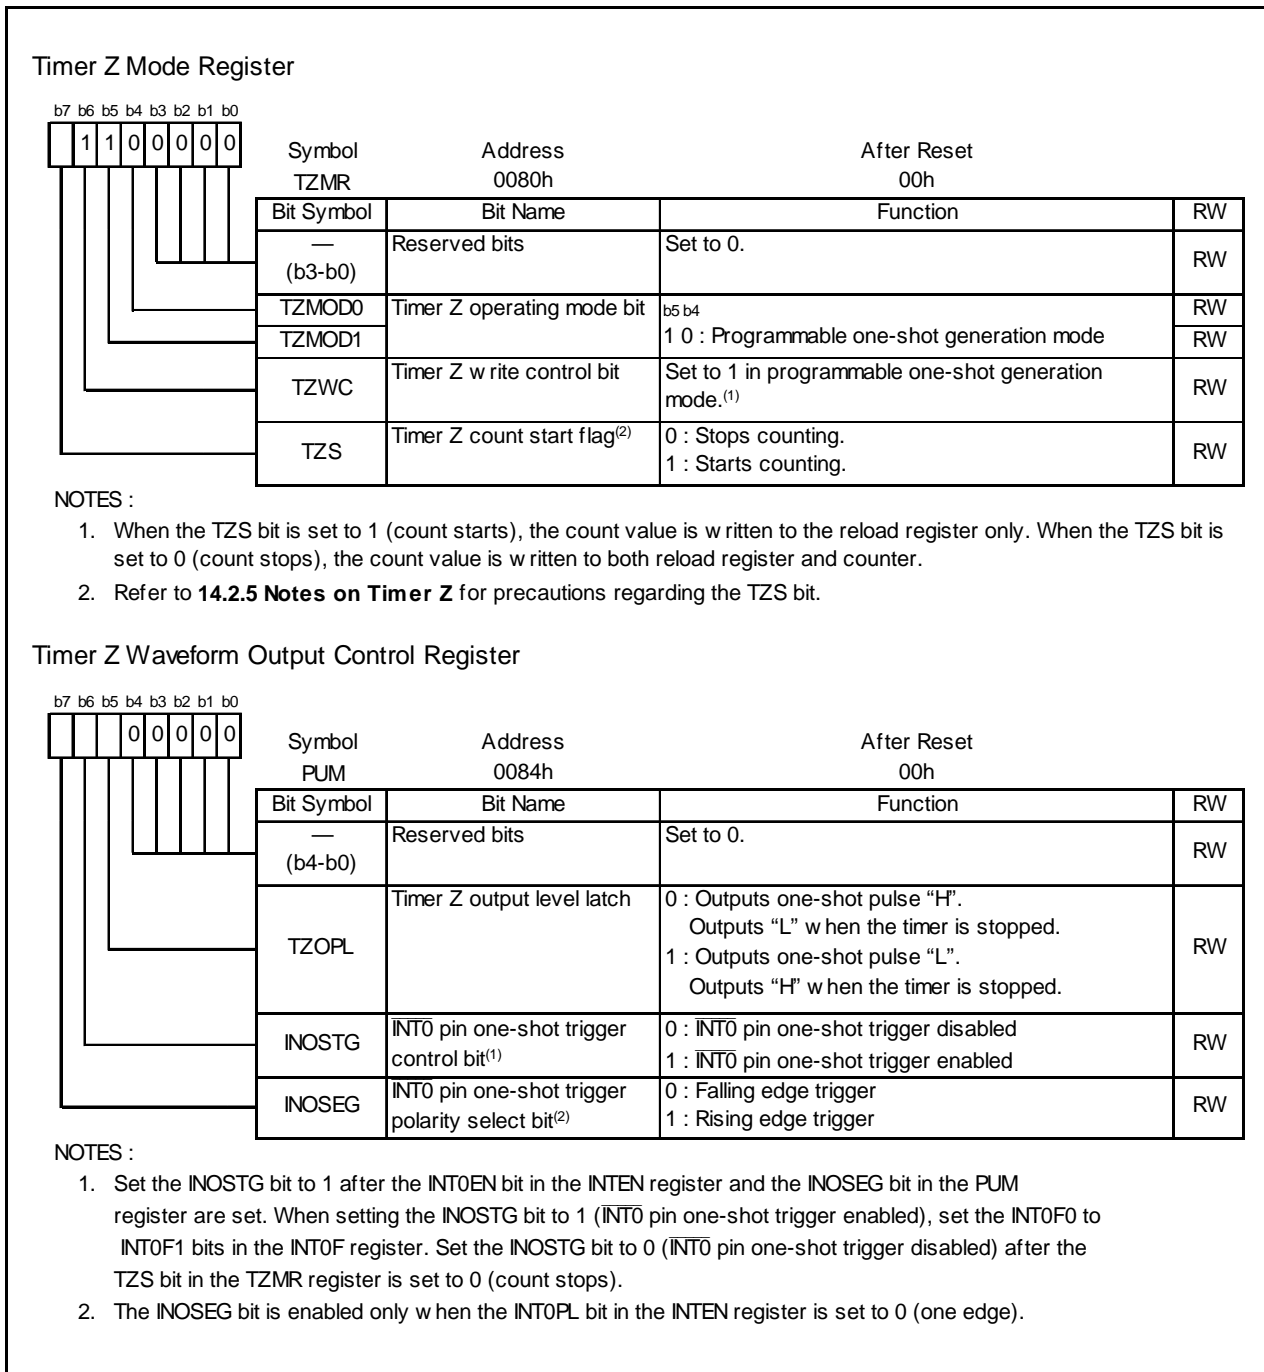 Timer Z Mode Register
b7 b6 b5 b4 b3 b2 b1 b0
1 1 0 0 0 0 0
Symbol Address After Reset
TZMR 0080h 00h
Bit Symbol Bit Name Function RW
— (b3-b0) Reserved bits Set to 0. RW
TZMOD0 Timer Z operating mode bit b5 b4 RW
TZMOD1 1 0 : Programmable one-shot generation mode RW
TZWC Timer Z write control bit Set to 1 in programmable one-shot generation RW
mode.(1)
TZS Timer Z count start flag(2) 0 : Stops counting. RW
1 : Starts counting.
NOTES :
1. When the TZS bit is set to 1 (count starts), the count value is written to the reload register only. When the TZS bit is
set to 0 (count stops), the count value is written to both reload register and counter.
2. Refer to 14.2.5 Notes on Timer Z for precautions regarding the TZS bit.
Timer Z Waveform Output Control Register
b7 b6 b5 b4 b3 b2 b1 b0
0 0 0 0 0
Symbol Address After Reset
PUM 0084h 00h
Bit Symbol Bit Name Function RW
— (b4-b0) Reserved bits Set to 0. RW
TZOPL Timer Z output level latch 0 : Outputs one-shot pulse “H”. RW
Outputs “L” when the timer is stopped.
1 : Outputs one-shot pulse “L”.
Outputs “H” when the timer is stopped.
INOSTG INT0 pin one-shot trigger 0 : INT0 pin one-shot trigger disabled RW
control bit(1) 1 : INT0 pin one-shot trigger enabled
INOSEG INT0 pin one-shot trigger 0 : Falling edge trigger RW
polarity select bit(2) 1 : Rising edge trigger
NOTES :
1. Set the INOSTG bit to 1 after the INT0EN bit in the INTEN register and the INOSEG bit in the PUM
register are set. When setting the INOSTG bit to 1 (INT0 pin one-shot trigger enabled), set the INT0F0 to
INT0F1 bits in the INT0F register. Set the INOSTG bit to 0 (INT0 pin one-shot trigger disabled) after the
TZS bit in the TZMR register is set to 0 (count stops).
2. The INOSEG bit is enabled only when the INT0PL bit in the INTEN register is set to 0 (one edge).